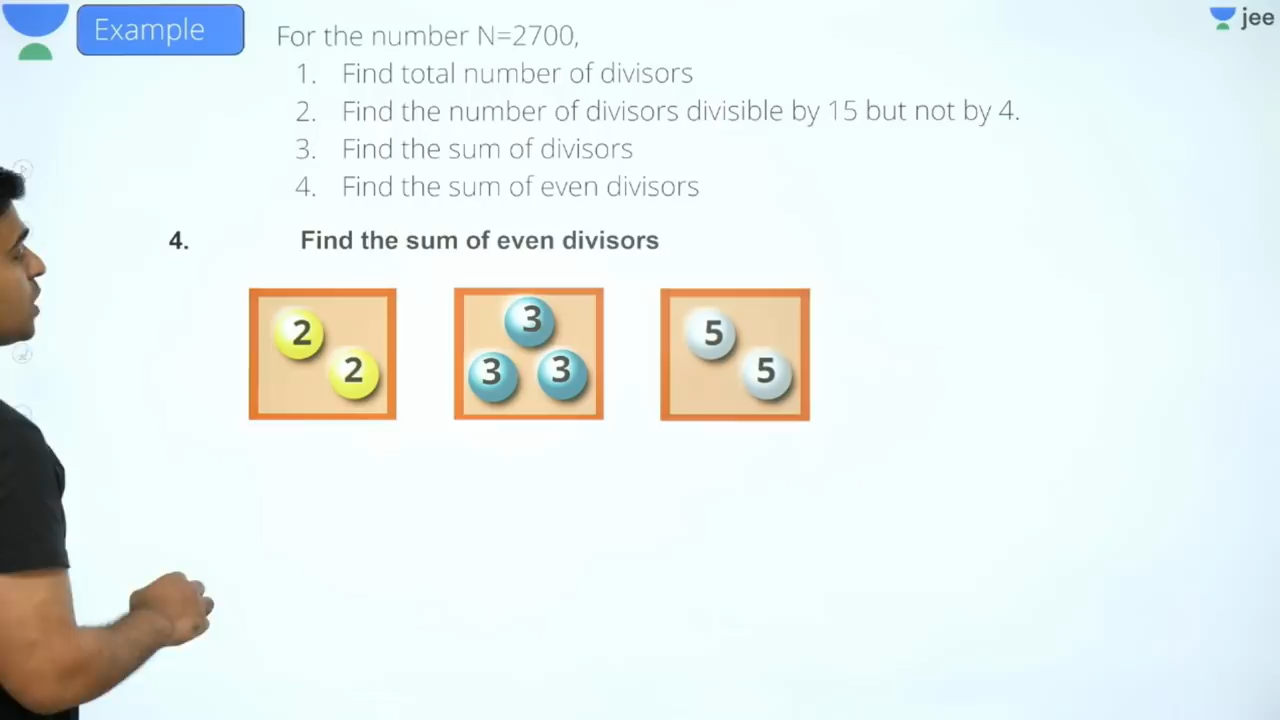 Example
jee
For the number N=2700,
1. Find total number of divisors
2. Find the number of divisors divisible by 15 but not by 4.
3. Find the sum of divisors
4. Find the sum of even divisors
4. Find the sum of even divisors
2
2
3
3
3
5
5